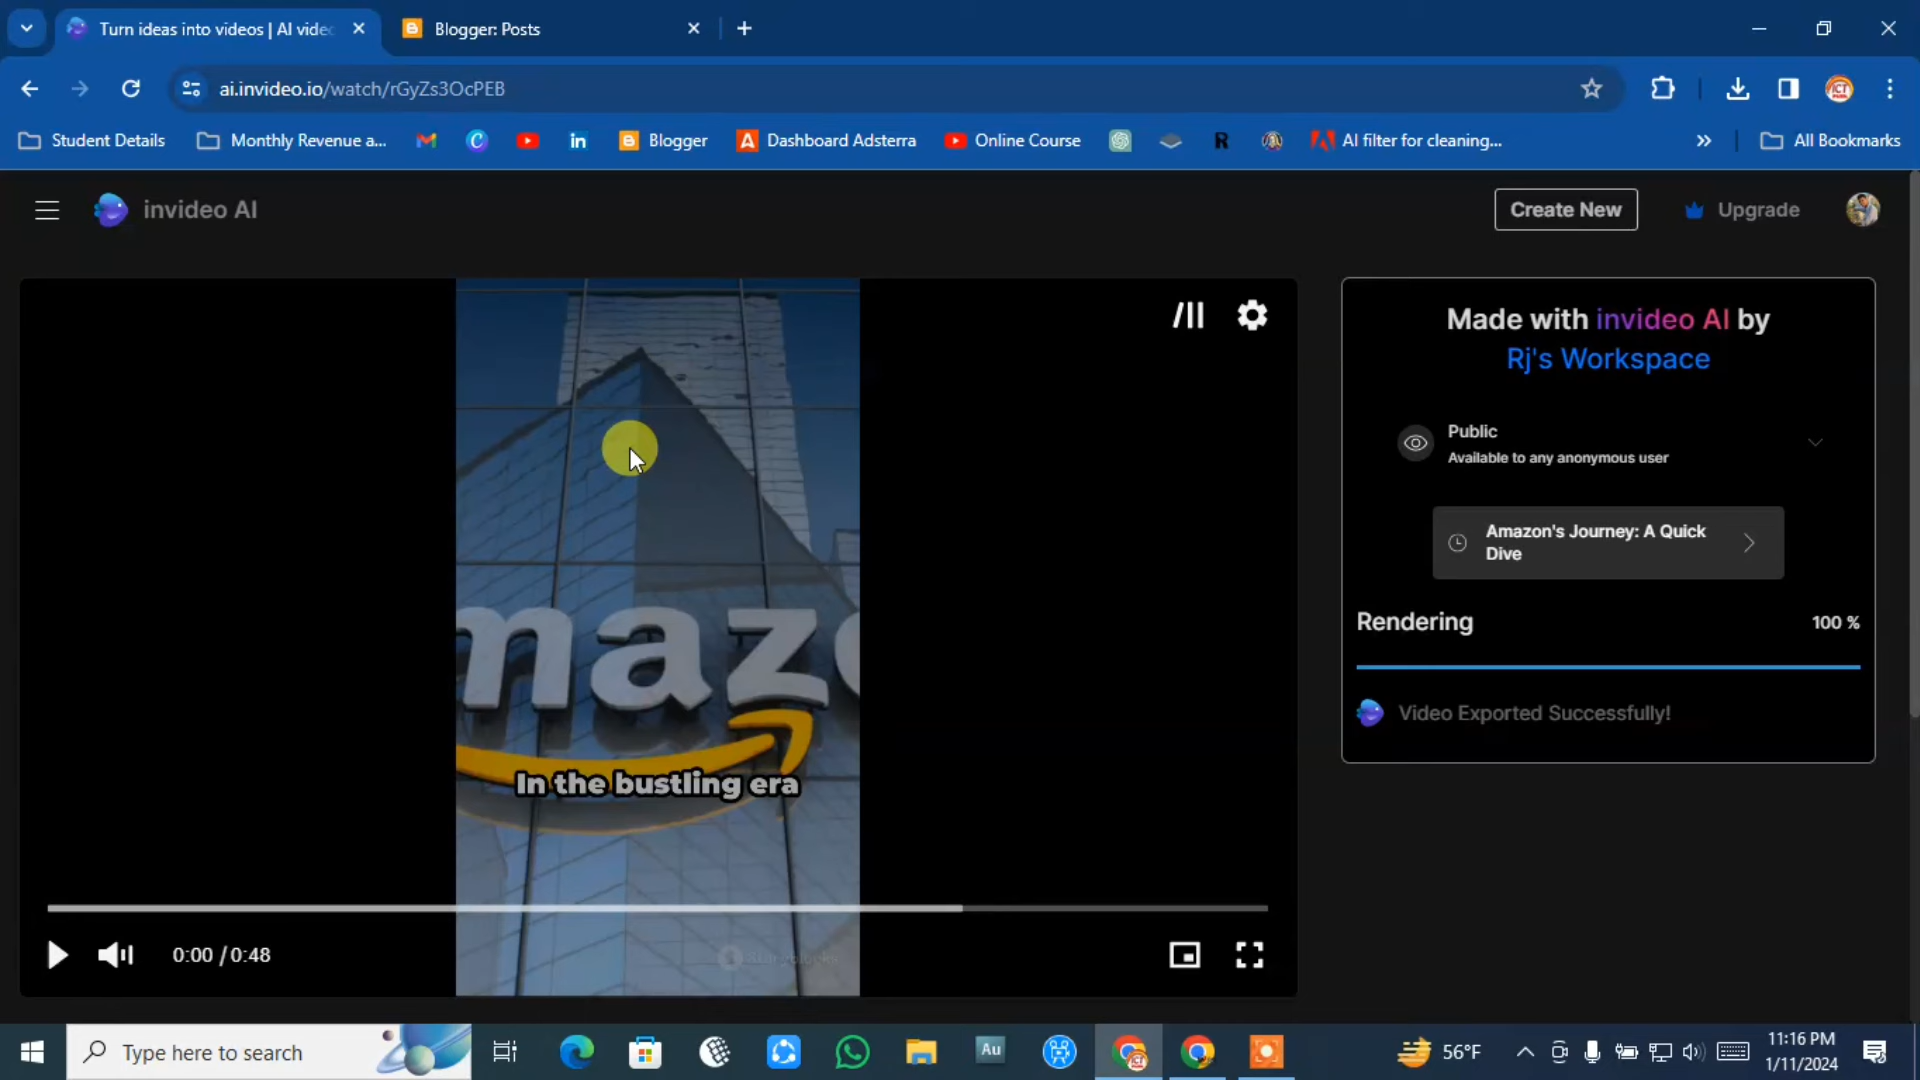 Turn ideas into videos | AI vide
Blogger: Posts
ai.invideo.io/watch/rGyZs3OcPEB
Student Details
Monthly Revenue a...
Blogger
Dashboard Adsterra
Online Course
R
AI filter for cleaning...
All Bookmarks
invideo AI
Create New
Upgrade
Made with invideo AI by
Rj's Workspace
Public
Available to any anonymous user
Amazon's Journey: A Quick
Dive
Rendering
100 %
Video Exported Successfully!
maz
In the bustling era
Storyblocks
0:00 / 0:48
Type here to search
Au
56°F
11:16 PM
1/11/2024